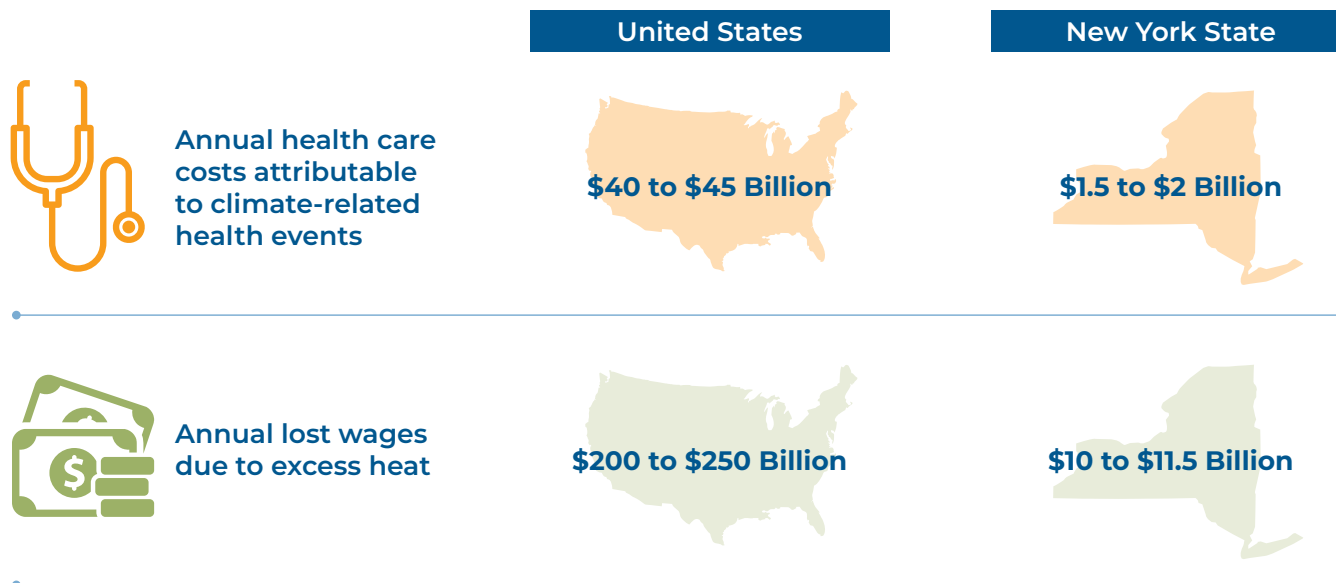 United States
New York State
Annual health care
costs attributable
to climate-related
health events
$40 to $45 Billion
$1.5 to $2 Billion
$
Annual lost wages
due to excess heat
$200 to $250 Billion
$10 to $11.5 Billion